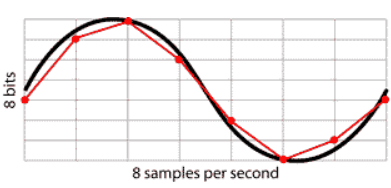 8 bits
8 samples per second